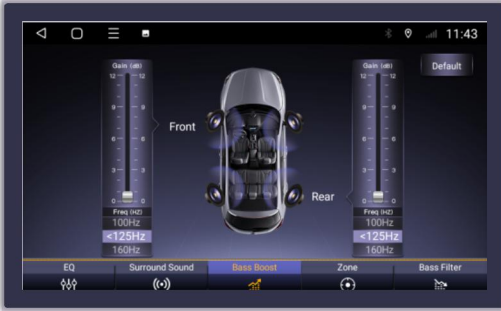 11:43
Default
Gain (dB)
12 12
9 9
6 6
3 3
0 0
Freq (HZ)
100Hz
<125Hz
160Hz
Front
Rear
Gain (dB)
12 12
9 9
6 6
3 3
0 0
Freq (HZ)
100Hz
<125Hz
160Hz
EQ
Surround Sound
Bass Boost
Zone
Bass Filter